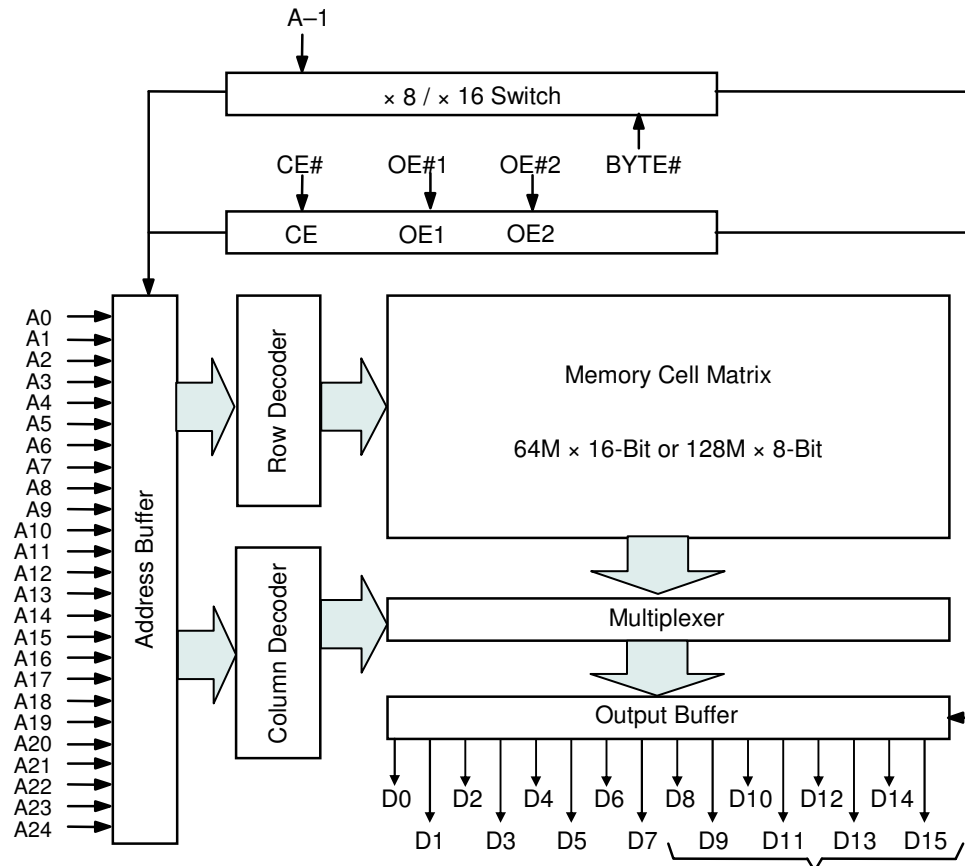 A–1
× 8 / × 16 Switch
CE# OE#1 OE#2 BYTE#
CE OE1 OE2
A0
A1
A2
A3
A4
A5
A6
A7
A8
A9
A10
A11
A12
A13
A14
A15
A16
A17
A18
A19
A20
A21
A22
A23
A24
Address Buffer
Row Decoder
Column Decoder
Memory Cell Matrix
64M × 16-Bit or 128M × 8-Bit
Multiplexer
Output Buffer
D0 D2 D4 D6 D8 D10 D12 D14
D1 D3 D5 D7 D9 D11 D13 D15